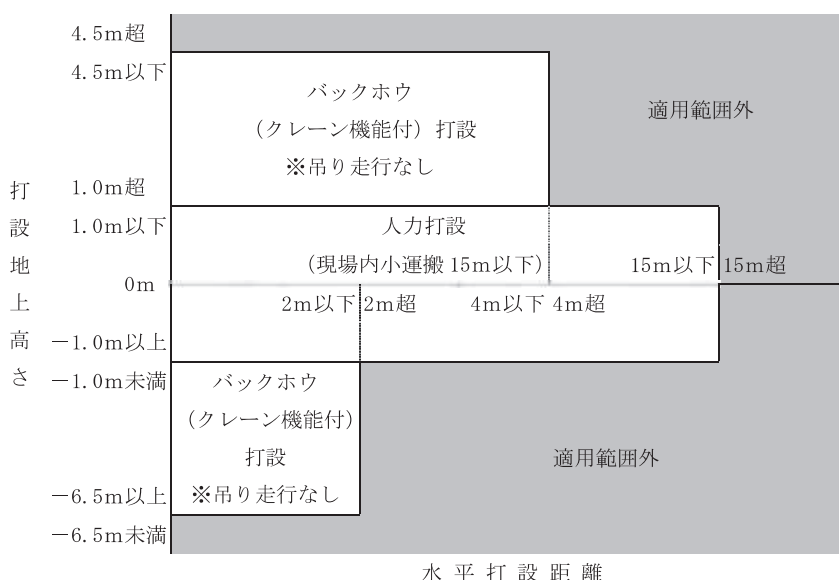 4.5m超
4.5m以下
バックホウ
（クレーン機能付）打設
※吊り走行なし
適用範囲外
1.0m超
1.0m以下
人力打設
（現場内小運搬 15m以下）
15m以下
15m超
打設地上高さ
0m
2m以下
2m超
4m以下
4m超
－1.0m以上
－1.0m未満
バックホウ
（クレーン機能付）
打設
※吊り走行なし
適用範囲外
－6.5m以上
－6.5m未満
水平打設距離